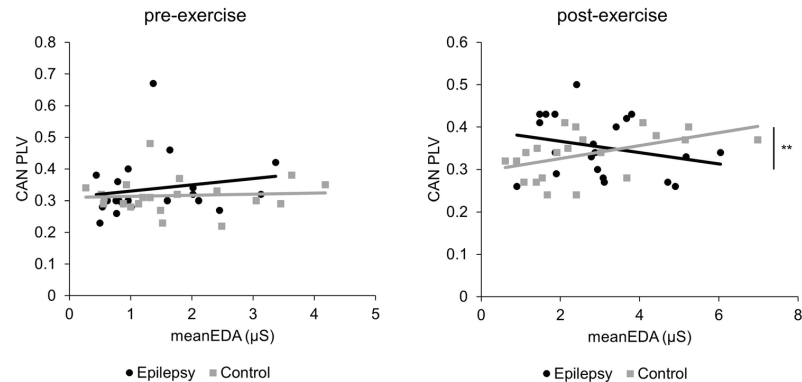 pre-exercise
0.8
0.7
0.6
0.5
0.4
0.3
0.2
0.1
0
CAN PLV
0 1 2 3 4 5
meanEDA (µS)
Epilepsy Control
post-exercise
0.6
0.5
0.4
0.3
0.2
0.1
0
CAN PLV
**
0 2 4 6 8
meanEDA (µS)
Epilepsy Control